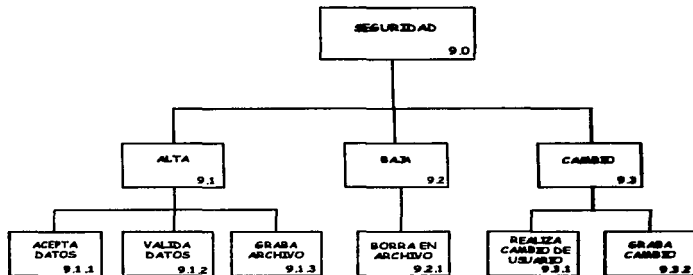 SEGURIDAD
9.0
ALTA
9.1
BAJA
9.2
CAMBIO
9.3
ACEPTA
DATOS
9.1.1
VALIDA
DATOS
9.1.2
GRABA
ARCHIVO
9.1.3
BORRA EN
ARCHIVO
9.2.1
REALIZA
CAMBIO DE
USUARIO
9.3.1
GRABA
CAMBIO
9.3.2